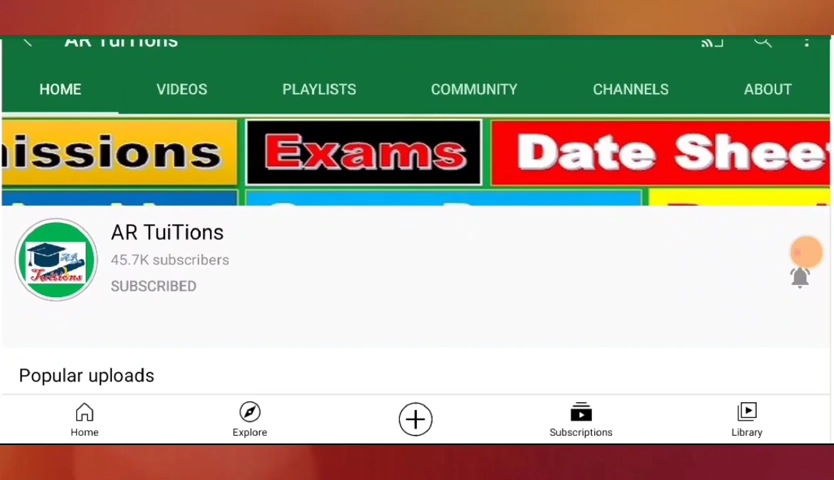 AR TuiTions
HOME VIDEOS PLAYLISTS COMMUNITY CHANNELS ABOUT
issions Exams Date Sheet
AR TuiTions
45.7K subscribers
SUBSCRIBED
Popular uploads
Home Explore Subscriptions Library